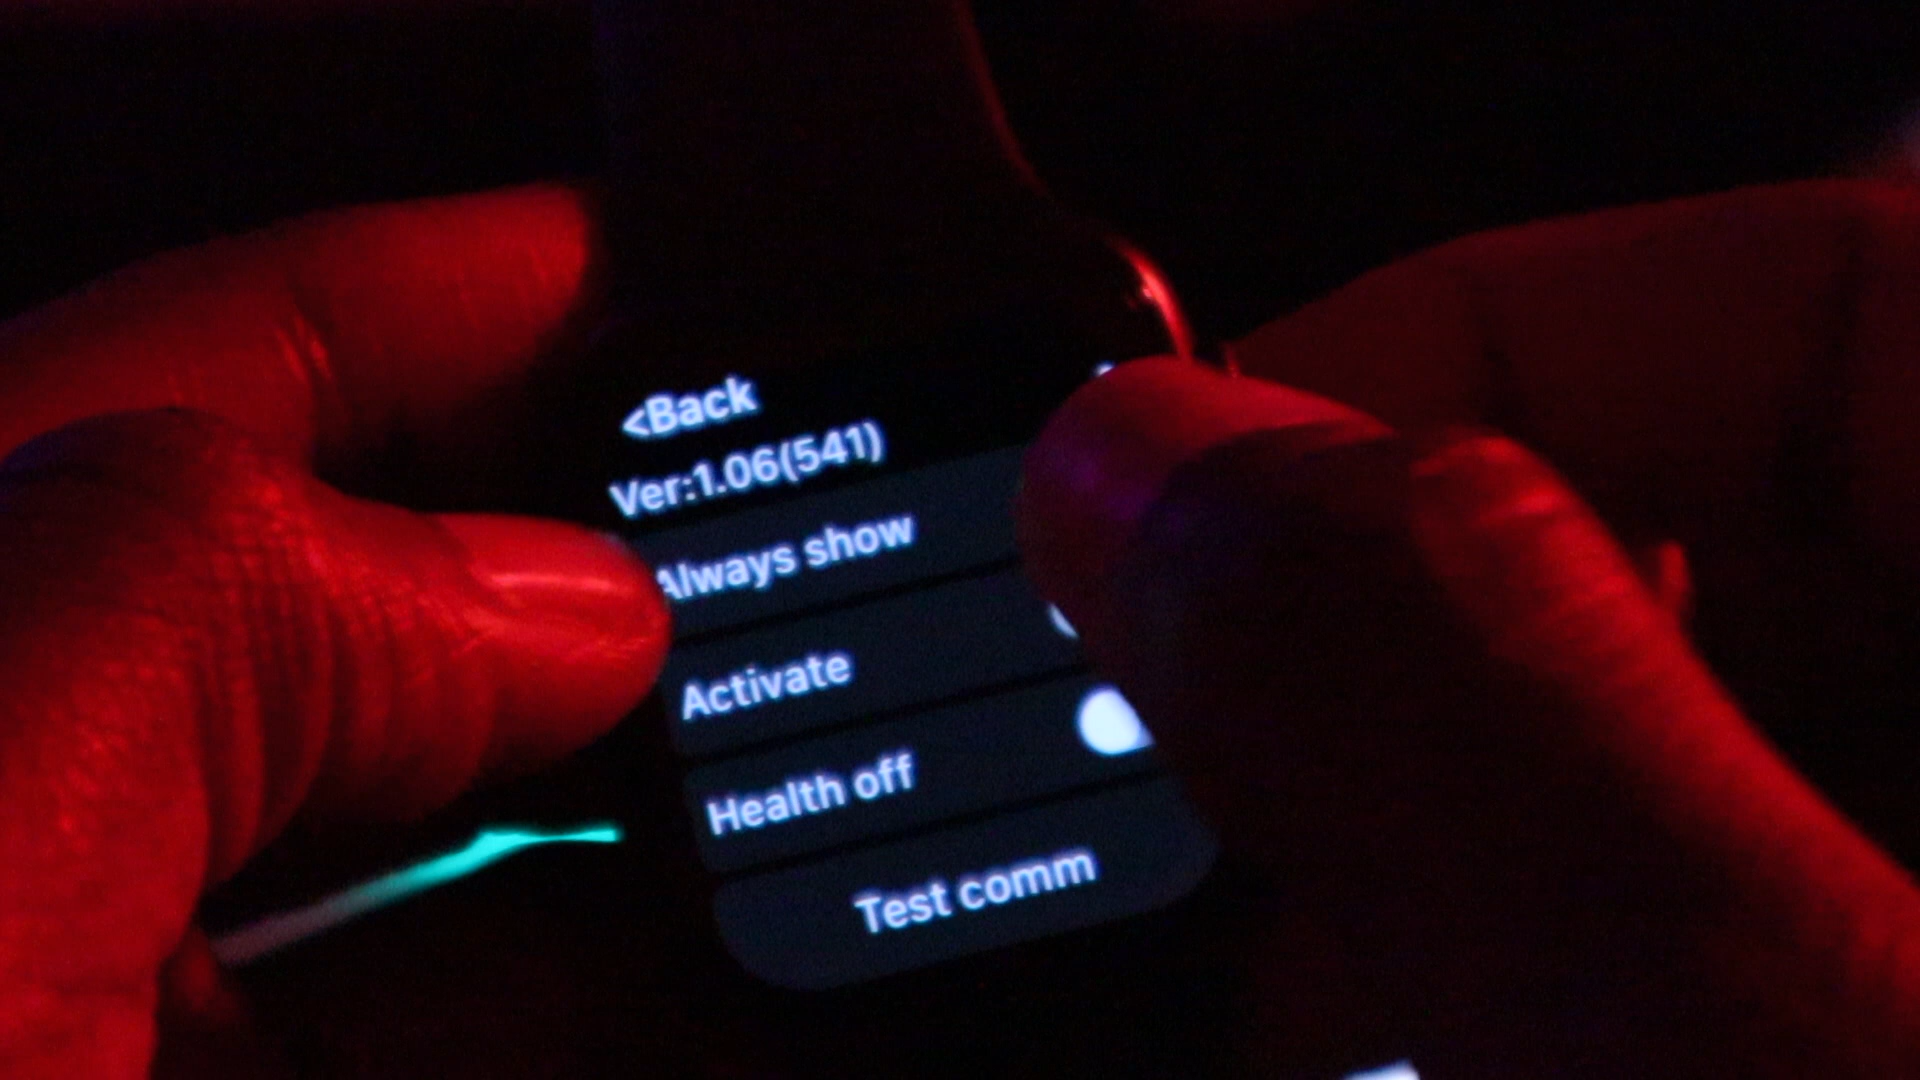 <Back
Ver:1.06(541)
Always show
Activate
Health off
Test comm